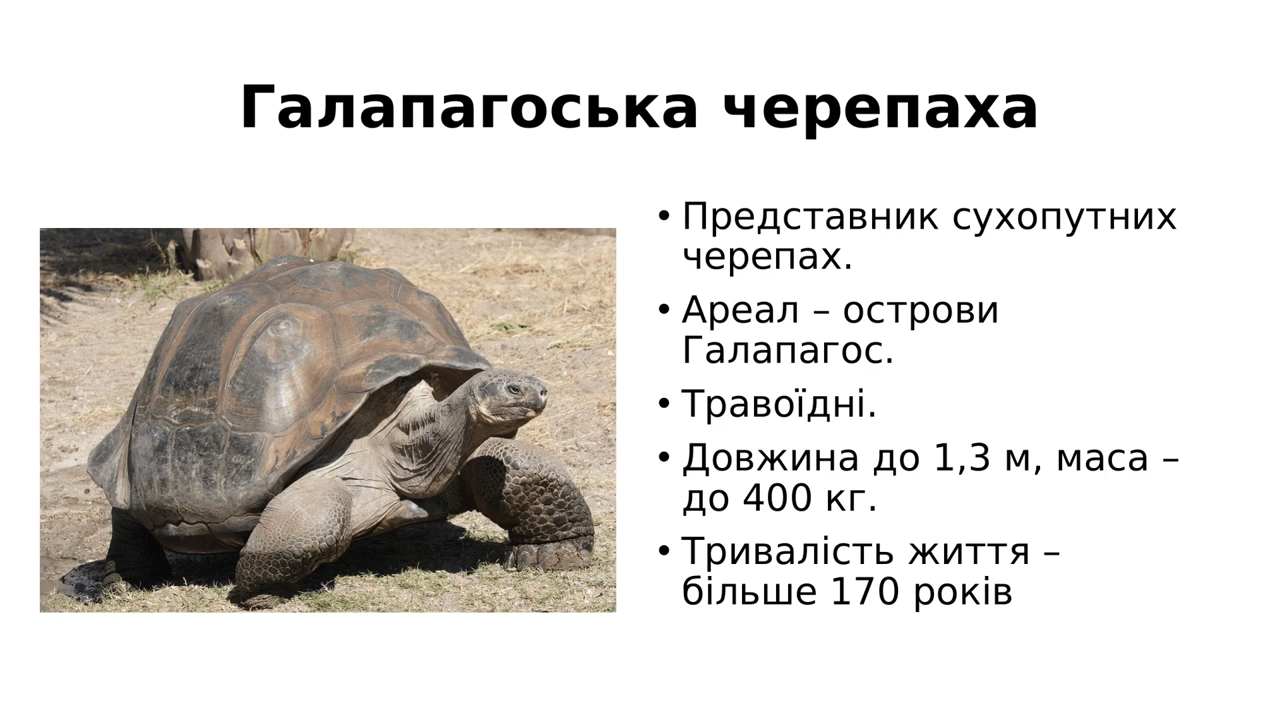 Галапагоська черепаха
• Представник сухопутних
черепах.
• Ареал – острови
Галапагос.
• Травоїдні.
• Довжина до 1,3 м, маса –
до 400 кг.
• Тривалість життя –
більше 170 років